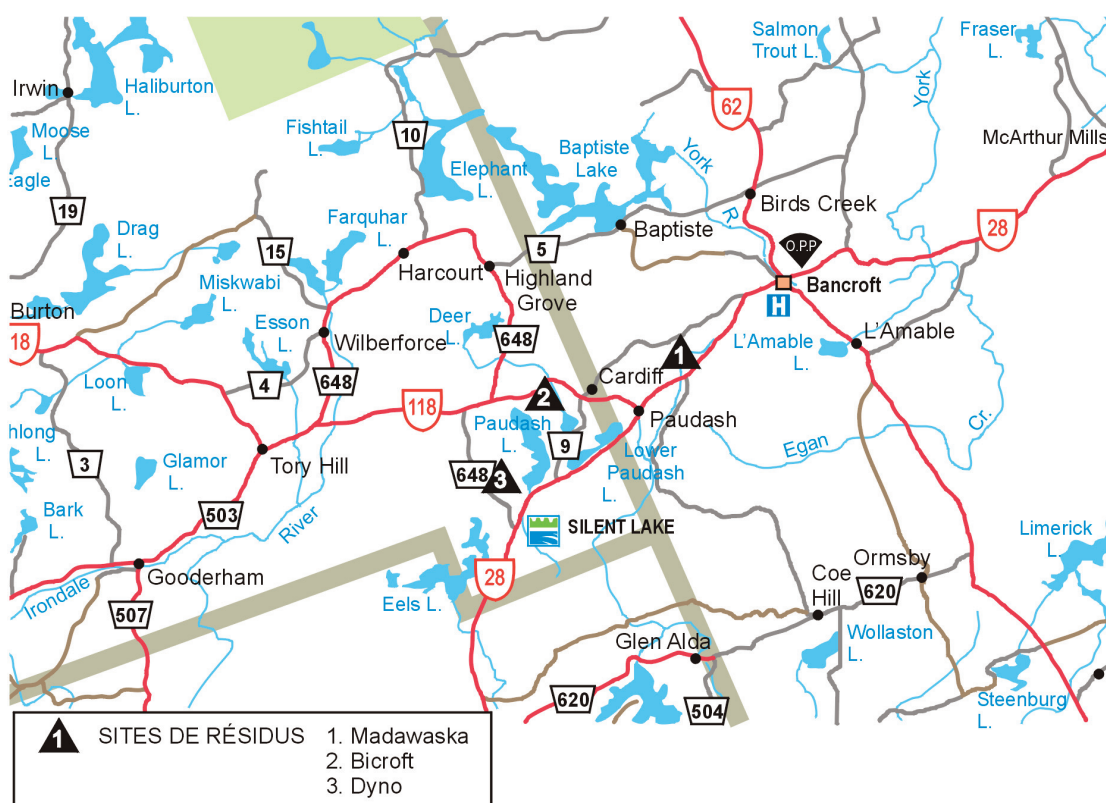 Salmon
Trout L.
Fraser
L.
York
Irwin
Haliburton
L.
62
Moose
L.
Eagle
Fishtail
L.
10
Elephant
L.
Baptiste
Lake
York
R.
McArthur Mills
19
Birds Creek
28
Drag
L.
15
Farquhar
L.
5
Baptiste
O.P.P
Harcourt
Highland
Grove
Miskwabi
L.
Bancroft
H
Burton
18
Esson
L.
Wilberforce
Deer
L.
648
L'Amable
L.
L'Amable
1
Loon
L.
4
648
118
2
Cardiff
Paudash
Paudash
L.
9
Egan
Cr.
hlong
L.
3
Glamor
L.
Tory Hill
648
3
Lower
Paudash
L.
503
River
Bark
L.
SILENT LAKE
Limerick
L.
Gooderham
Irondale
28
Eels L.
Ormsby
Coe
Hill
620
507
Glen Alda
Wollaston
L.
620
504
Steenburg
L.
1 SITES DE RÉSIDUS 1. Madawaska
2. Bicroft
3. Dyno